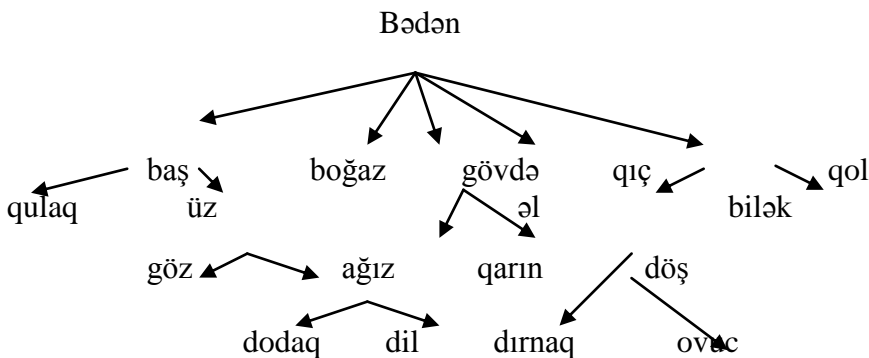 Bədən
baş boğaz gövdə qıç qol
qulaq üz əl bilək
göz ağız qarın döş
dodaq dil dırnaq ovuc